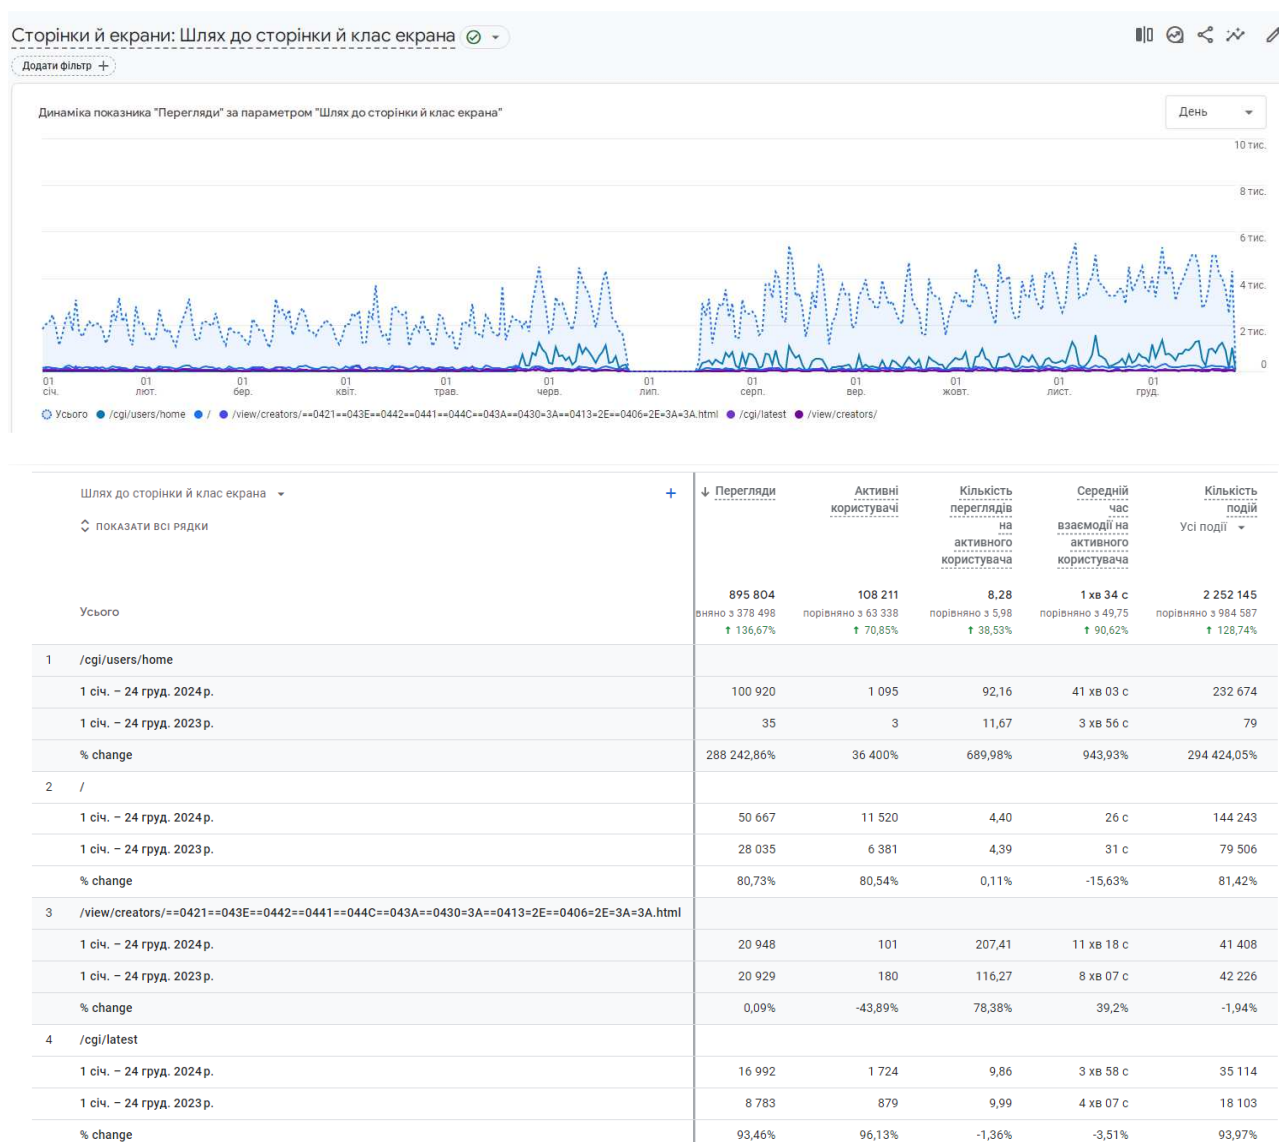 Сторінки й екрани: Шлях до сторінки й клас екрана
Додати фільтр +
Динаміка показника "Перегляди" за параметром "Шлях до сторінки й клас екрана"
День
10 тис.
8 тис.
6 тис.
4 тис.
2 тис.
0
01 січ.
01 лют.
01 бер.
01 квіт.
01 трав.
01 черв.
01 лип.
01 серп.
01 вер.
01 жовт.
01 лист.
01 груд.
Усього /cgi/users/home / /view/creators/==0421==043E==0442==0441==044C==043A==0430=3A==0413=2E==0406=2E=3A=3A.html /cgi/latest /view/creators/
Шлях до сторінки й клас екрана +
ПОКАЗАТИ ВСІ РЯДКИ
↓ Перегляди
Активні користувачі
Кількість переглядів на активного користувача
Середній час взаємодії на активного користувача
Кількість подій
Усі події
Усього
895 804 108 211 8,28 1 хв 34 с 2 252 145
вняно з 378 498 порівняно з 63 338 порівняно з 5,98 порівняно з 49,75 порівняно з 984 587
↑ 136,67% ↑ 70,85% ↑ 38,53% ↑ 90,62% ↑ 128,74%
1 /cgi/users/home
1 січ. – 24 груд. 2024 р. 100 920 1 095 92,16 41 хв 03 с 232 674
1 січ. – 24 груд. 2023 р. 35 3 11,67 3 хв 56 с 79
% change 288 242,86% 36 400% 689,98% 943,93% 294 424,05%
2 /
1 січ. – 24 груд. 2024 р. 50 667 11 520 4,40 26 с 144 243
1 січ. – 24 груд. 2023 р. 28 035 6 381 4,39 31 с 79 506
% change 80,73% 80,54% 0,11% -15,63% 81,42%
3 /view/creators/==0421==043E==0442==0441==044C==043A==0430=3A==0413=2E==0406=2E=3A=3A.html
1 січ. – 24 груд. 2024 р. 20 948 101 207,41 11 хв 18 с 41 408
1 січ. – 24 груд. 2023 р. 20 929 180 116,27 8 хв 07 с 42 226
% change 0,09% -43,89% 78,38% 39,2% -1,94%
4 /cgi/latest
1 січ. – 24 груд. 2024 р. 16 992 1 724 9,86 3 хв 58 с 35 114
1 січ. – 24 груд. 2023 р. 8 783 879 9,99 4 хв 07 с 18 103
% change 93,46% 96,13% -1,36% -3,51% 93,97%